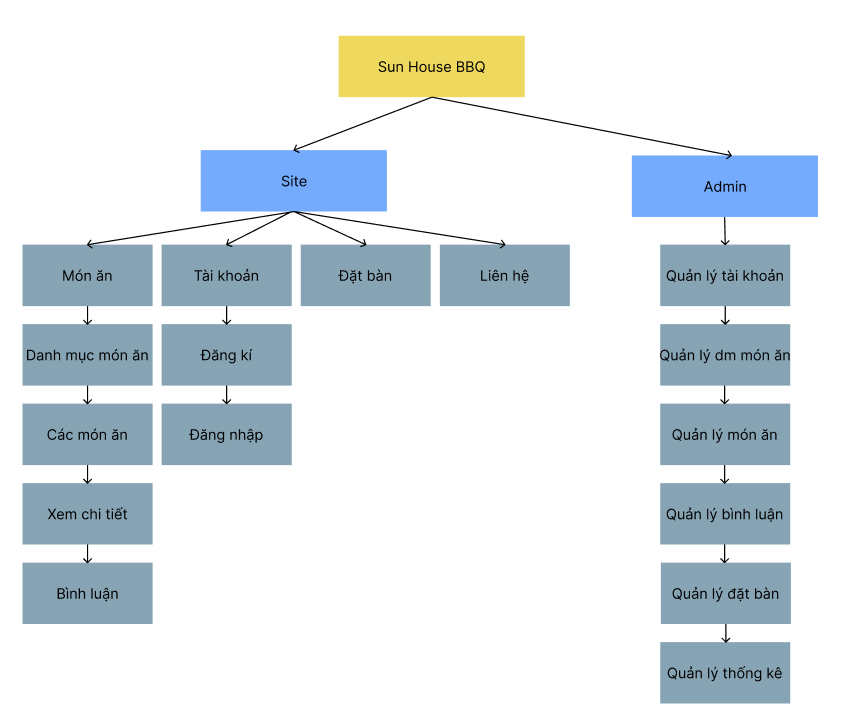 Sun House BBQ
Site
Admin
Món ăn
Tài khoản
Đặt bàn
Liên hệ
Quản lý tài khoản
Danh mục món ăn
Đăng kí
Quản lý dm món ăn
Các món ăn
Đăng nhập
Quản lý món ăn
Xem chi tiết
Quản lý bình luận
Bình luận
Quản lý đặt bàn
Quản lý thống kê